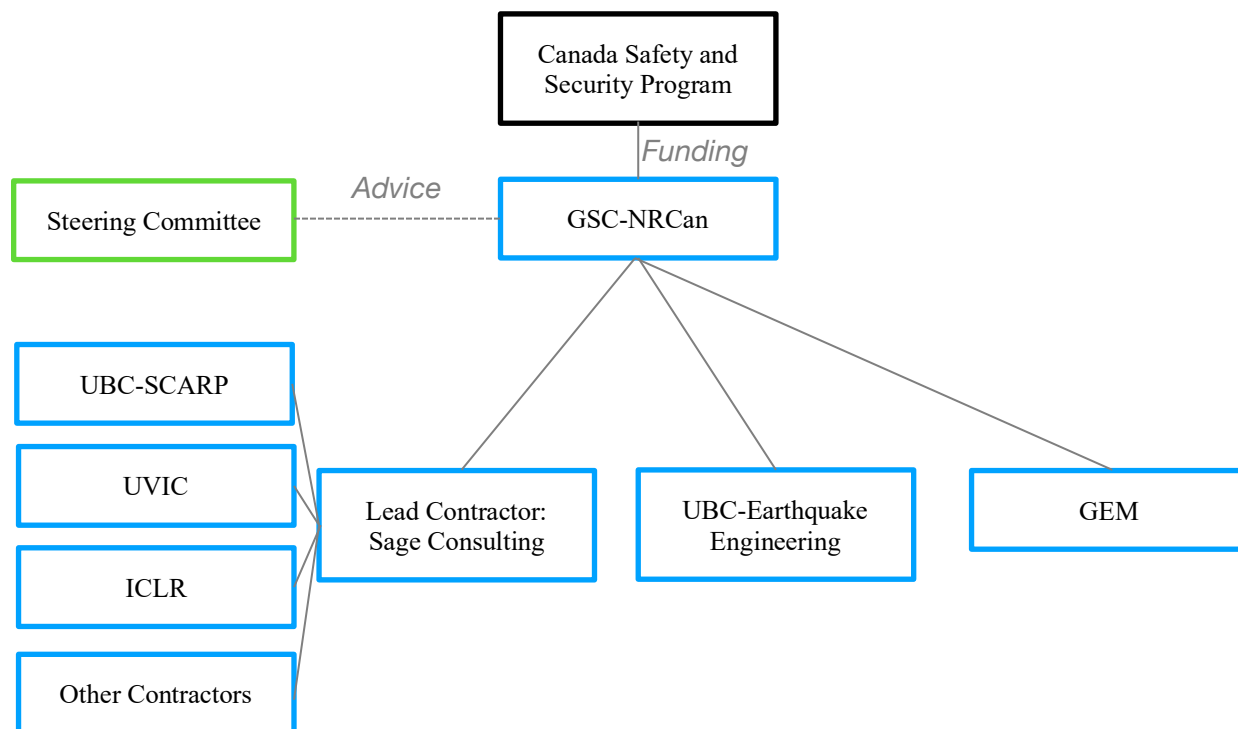 Canada Safety and
Security Program
Funding
Advice
Steering Committee
GSC-NRCan
UBC-SCARP
UVIC
ICLR
Other Contractors
Lead Contractor:
Sage Consulting
UBC-Earthquake
Engineering
GEM